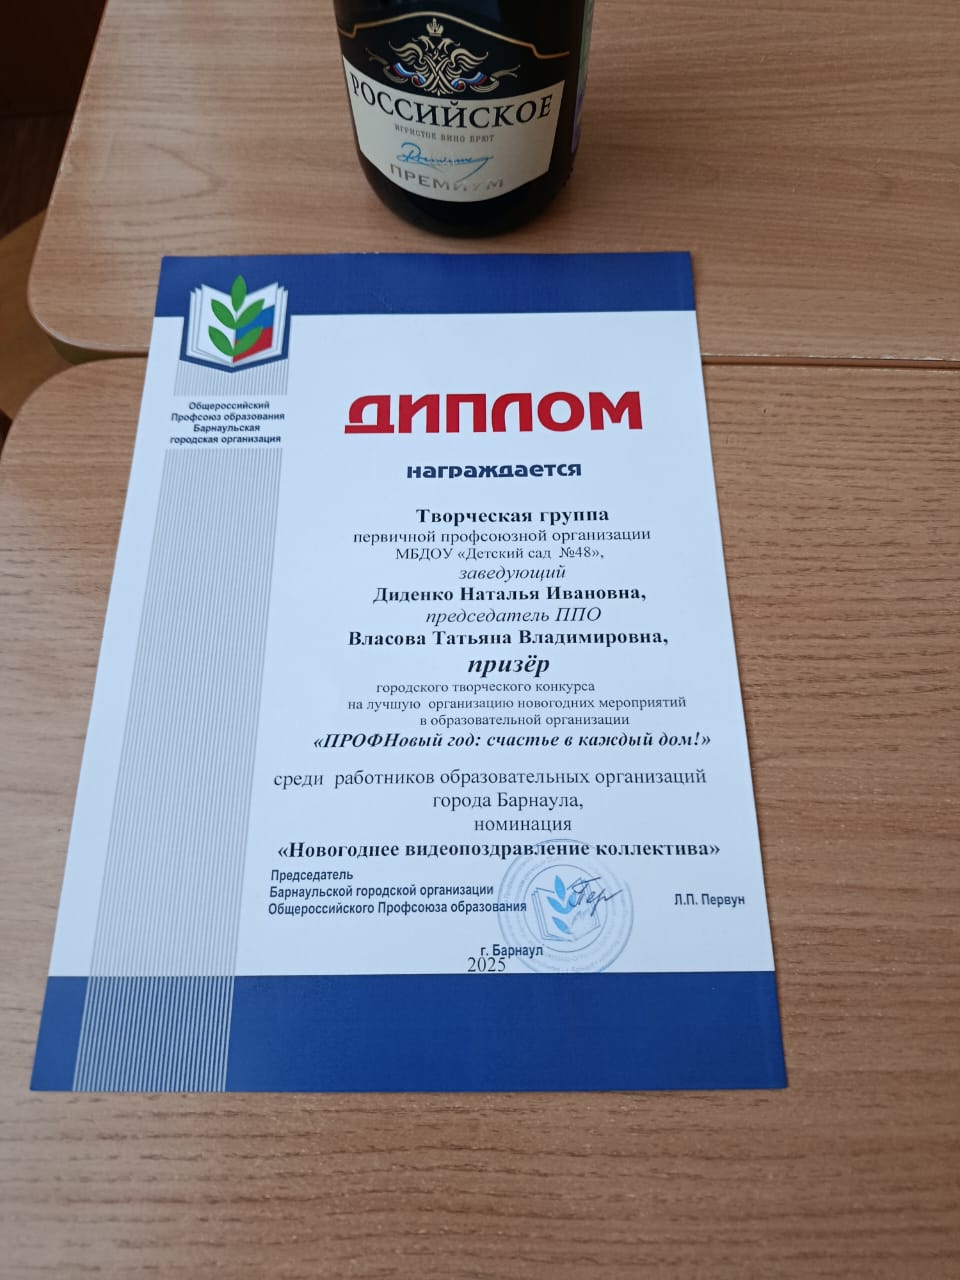 РОССИЙСКОЕ
ИГРИСТОЕ ВИНО БРЮТ
ПРЕМИУМ
Общероссийский
Профсоюз образования
Барнаульская
городская организация
ДИПЛОМ
награждается
Творческая группа
первичной профсоюзной организации
МБДОУ «Детский сад №48»,
заведующий
Диденко Наталья Ивановна,
председатель ППО
Власова Татьяна Владимировна,
призёр
городского творческого конкурса
на лучшую организацию новогодних мероприятий
в образовательной организации
«ПРОФНовый год: счастье в каждый дом!»
среди работников образовательных организаций
города Барнаула,
номинация
«Новогоднее видеопоздравление коллектива»
Председатель
Барнаульской городской организации
Общероссийского Профсоюза образования
Л.П. Первун
г. Барнаул
2025